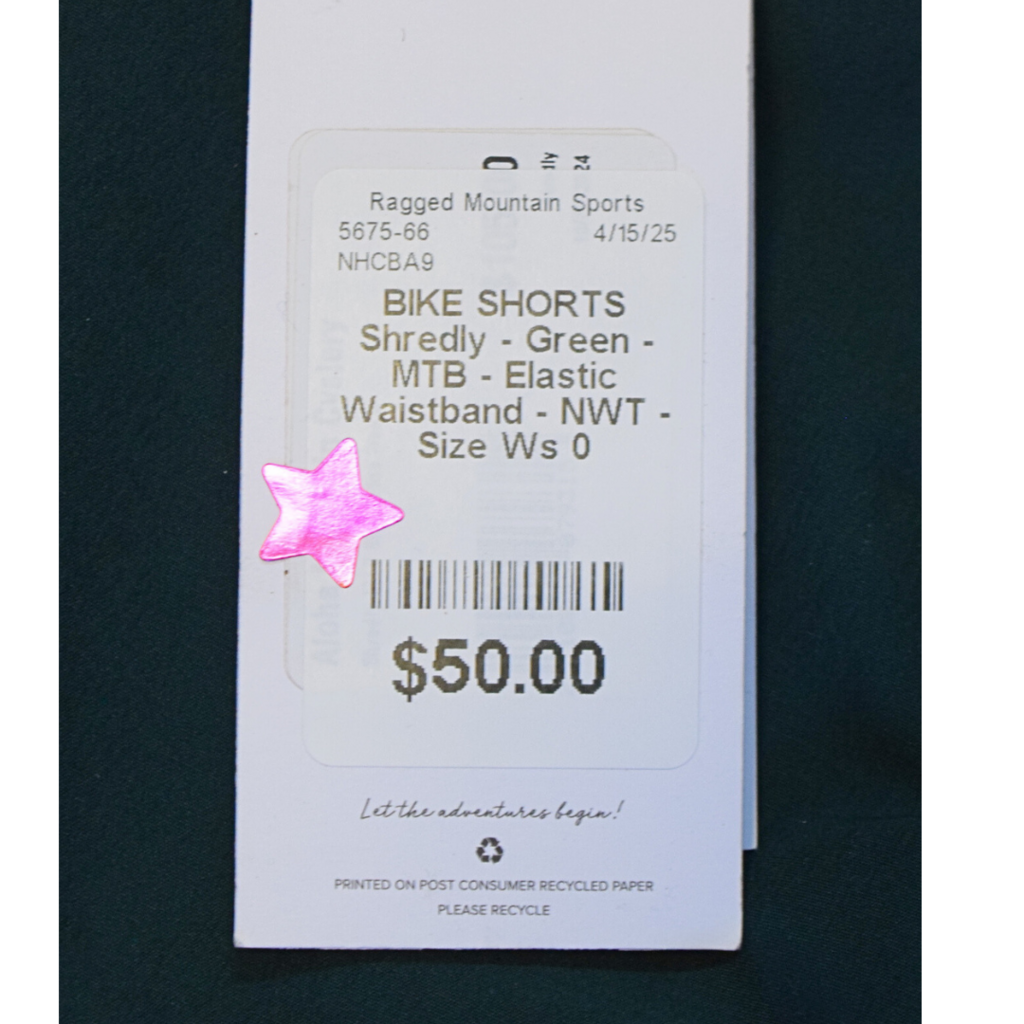 Ragged Mountain Sports
5675-66 4/15/25
NHCBA9
BIKE SHORTS
Shredly - Green -
MTB - Elastic
Waistband - NWT -
Size Ws 0
$50.00
Let the adventures begin!
PRINTED ON POST CONSUMER RECYCLED PAPER
PLEASE RECYCLE